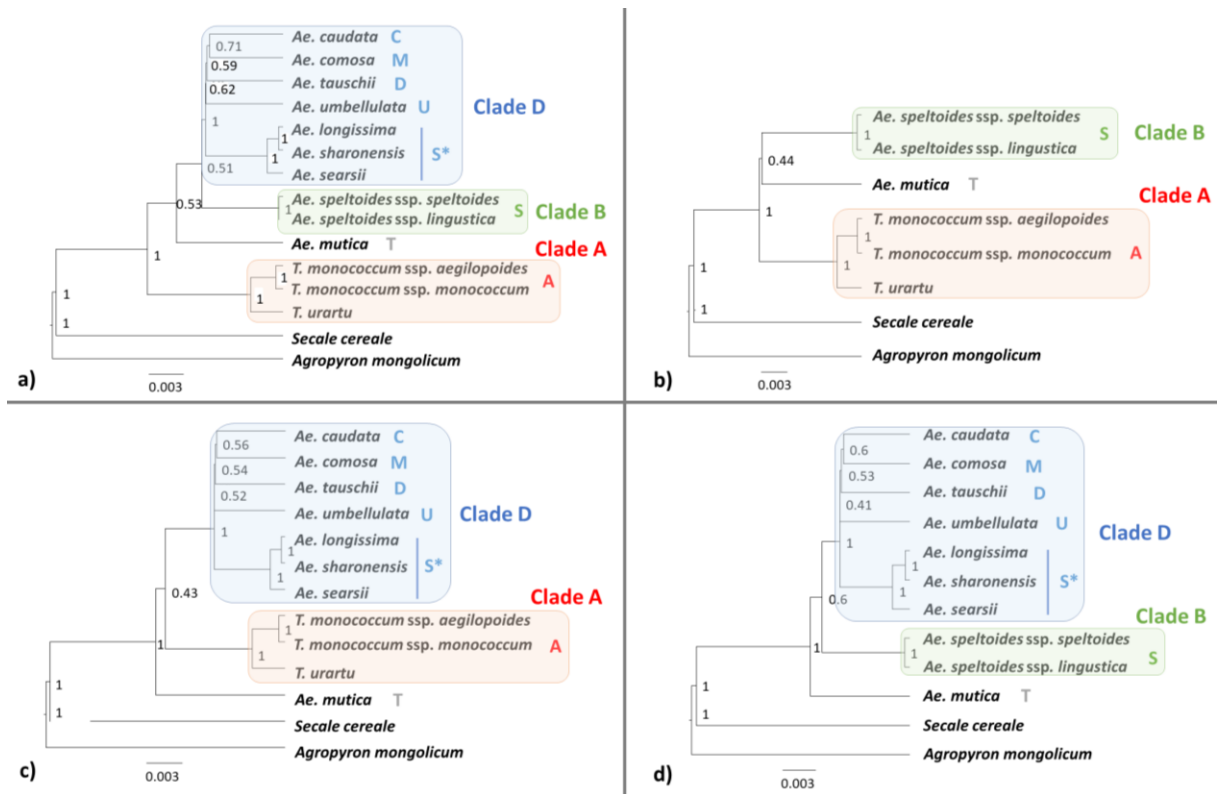 Ae. caudata C
0.71
Ae. comosa M
0.59
Ae. tauschii D
0.62
Ae. umbellulata U
Clade D
1
Ae. longissima
1
Ae. sharonensis S*
1
0.51
Ae. searsii
0.53
Ae. speltoides ssp. speltoides
1
S Clade B
Ae. speltoides ssp. lingustica
Ae. mutica T
Clade A
1
T. monococcum ssp. aegilopoides
1
T. monococcum ssp. monococcum A
1
T. urartu
1
1
Secale cereale
Agropyron mongolicum
a)
0.003
Ae. speltoides ssp. speltoides
1
S Clade B
Ae. speltoides ssp. lingustica
0.44
Ae. mutica T
Clade A
1
T. monococcum ssp. aegilopoides
1
T. monococcum ssp. monococcum A
1
T. urartu
1
1
Secale cereale
Agropyron mongolicum
b)
0.003
Ae. caudata C
0.56
Ae. comosa M
0.54
Ae. tauschii D
0.52
Ae. umbellulata U
Clade D
1
Ae. longissima
1
Ae. sharonensis S*
1
Ae. searsii
0.43
Clade A
T. monococcum ssp. aegilopoides
1
T. monococcum ssp. monococcum A
1
1
T. urartu
1
Ae. mutica T
1
Secale cereale
Agropyron mongolicum
c)
0.003
Ae. caudata C
0.6
Ae. comosa M
0.53
Ae. tauschii D
0.41
Ae. umbellulata U
Clade D
1
Ae. longissima
1
Ae. sharonensis S*
1
0.6
Ae. searsii
Clade B
1
Ae. speltoides ssp. speltoides
1
S
Ae. speltoides ssp. lingustica
1
Ae. mutica T
1
Secale cereale
Agropyron mongolicum
d)
0.003